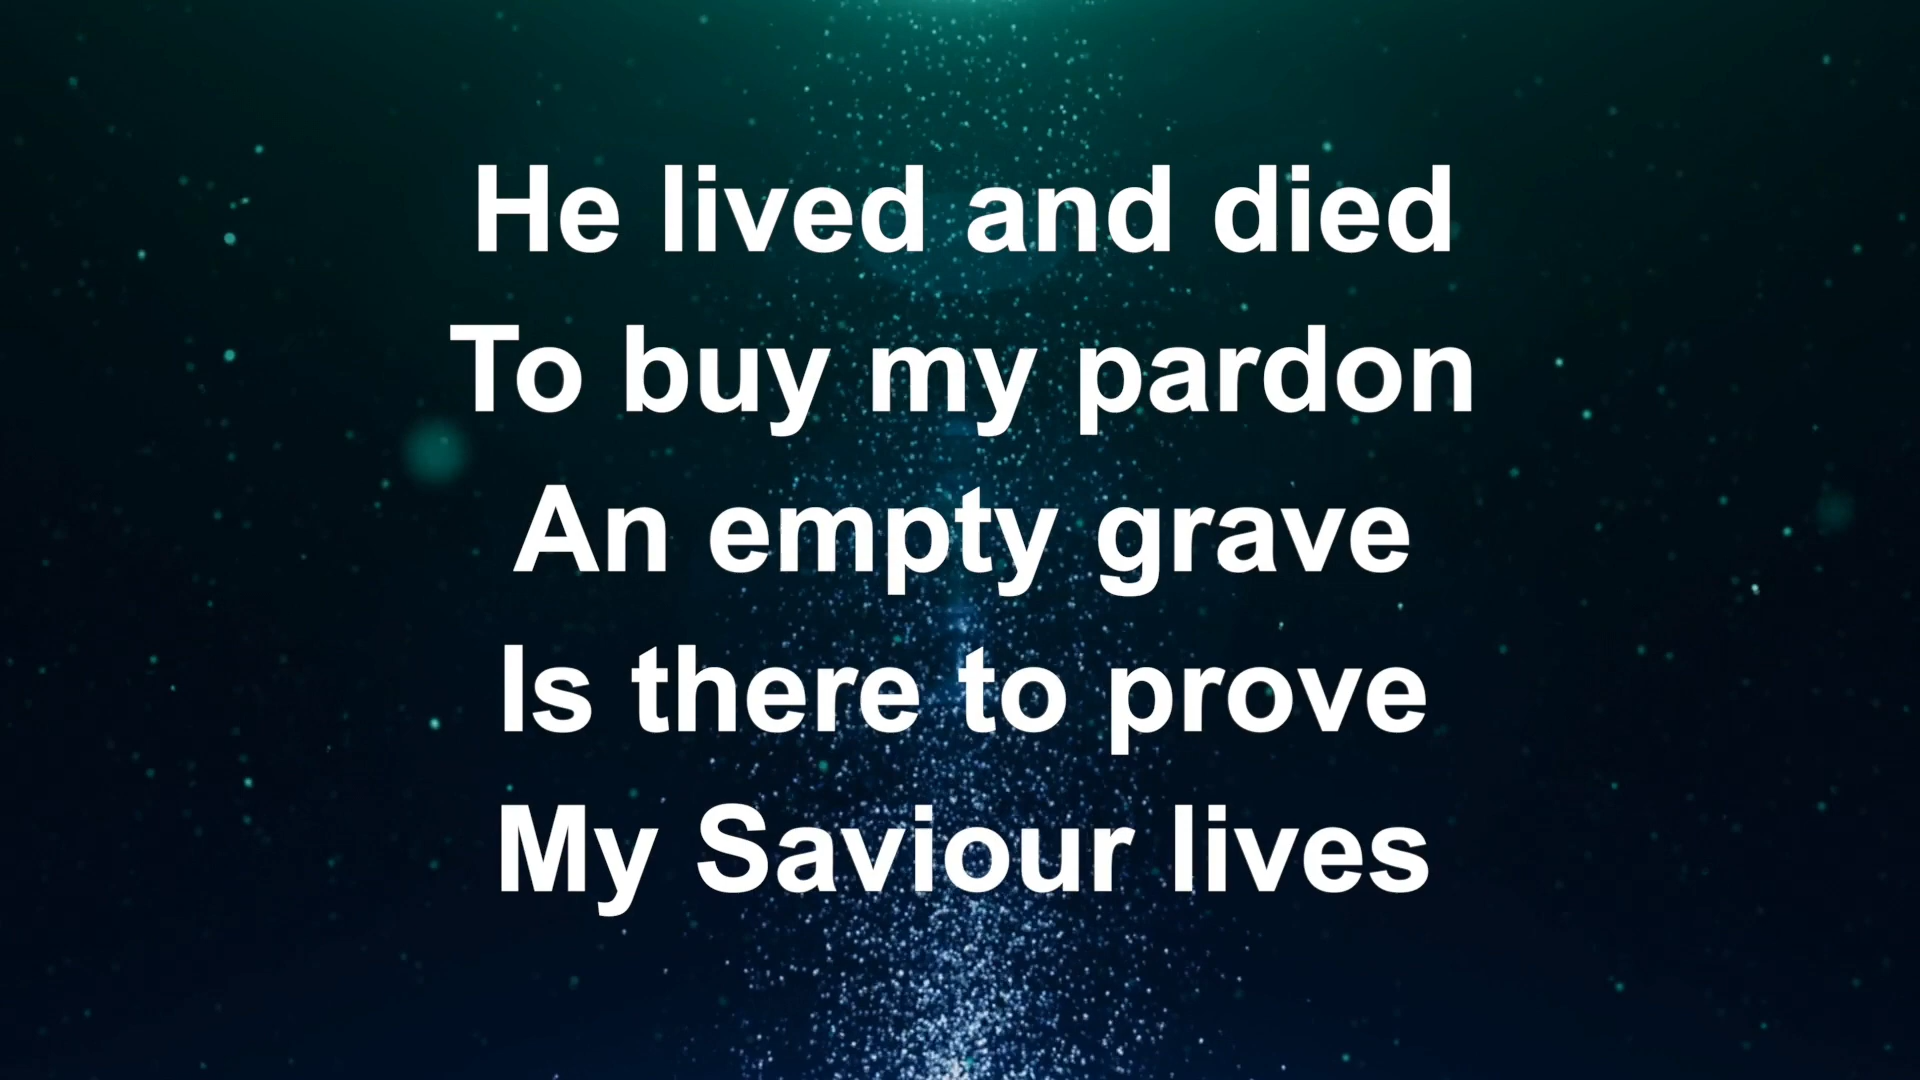 He lived and died
To buy my pardon
An empty grave
Is there to prove
My Saviour lives